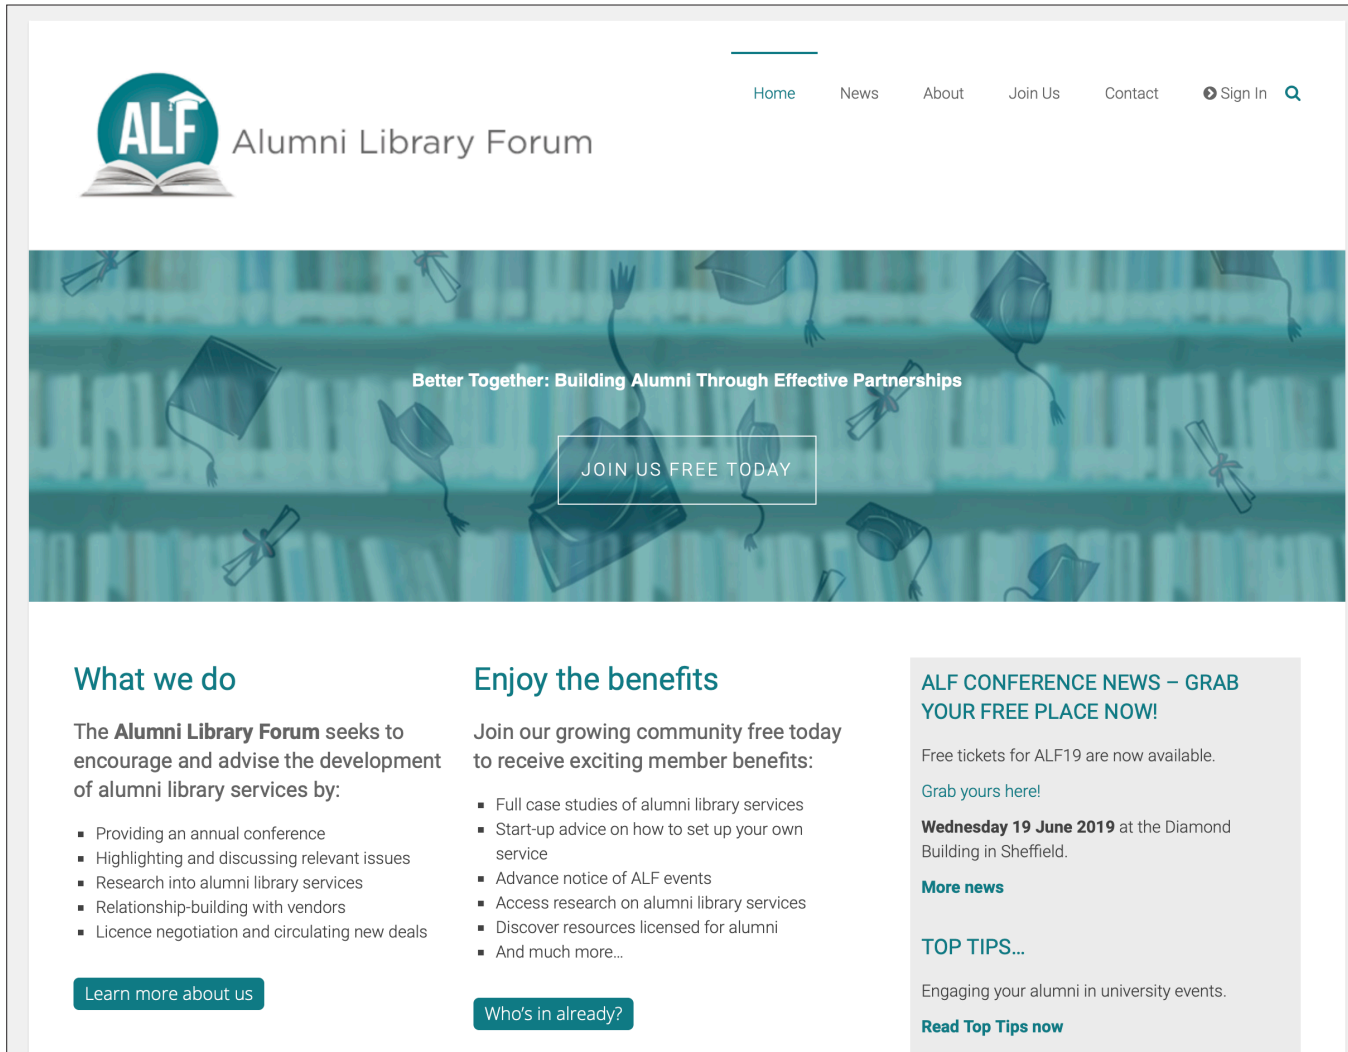 ALF
Alumni Library Forum
Home News About Join Us Contact Sign In
Better Together: Building Alumni Through Effective Partnerships
JOIN US FREE TODAY
What we do
The Alumni Library Forum seeks to
encourage and advise the development
of alumni library services by:
Providing an annual conference
Highlighting and discussing relevant issues
Research into alumni library services
Relationship-building with vendors
Licence negotiation and circulating new deals
Learn more about us
Enjoy the benefits
Join our growing community free today
to receive exciting member benefits:
Full case studies of alumni library services
Start-up advice on how to set up your own
service
Advance notice of ALF events
Access research on alumni library services
Discover resources licensed for alumni
And much more...
Who's in already?
ALF CONFERENCE NEWS – GRAB
YOUR FREE PLACE NOW!
Free tickets for ALF19 are now available.
Grab yours here!
Wednesday 19 June 2019 at the Diamond
Building in Sheffield.
More news
TOP TIPS...
Engaging your alumni in university events.
Read Top Tips now